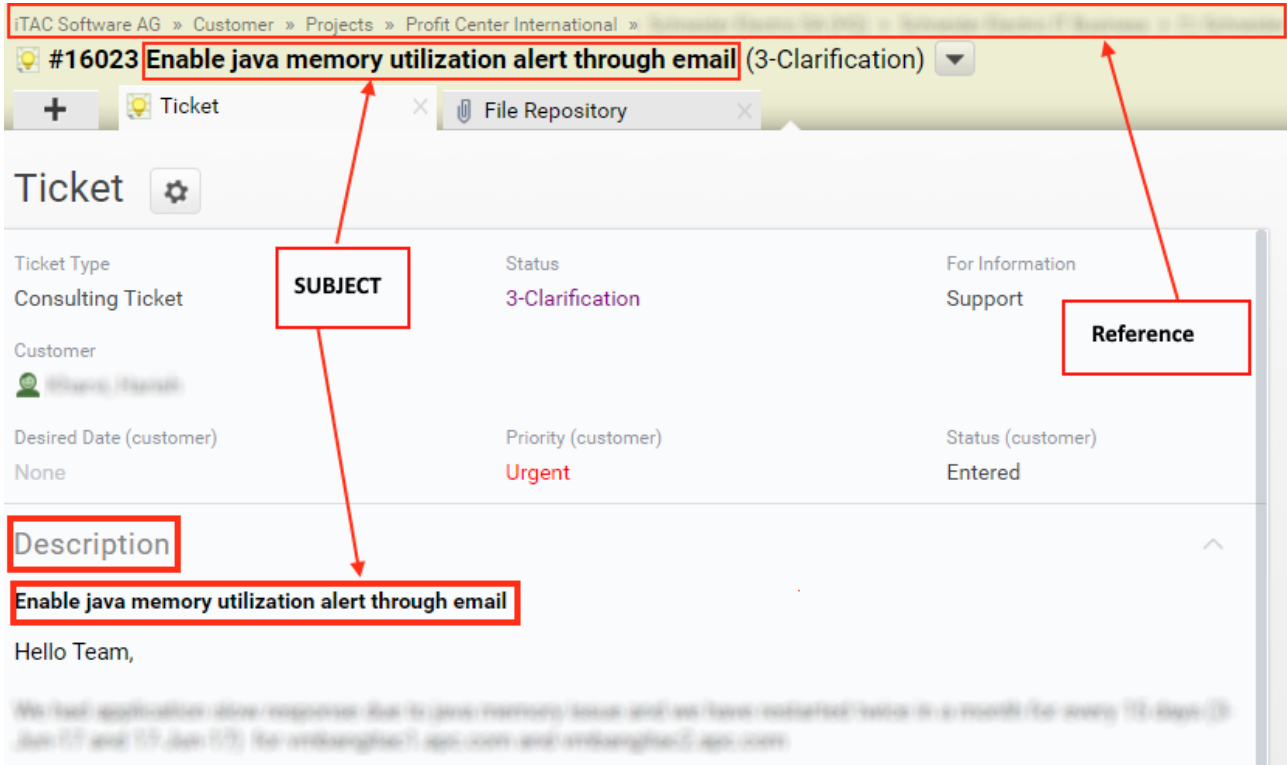 iTAC Software AG » Customer » Projects » Profit Center International »
#16023 Enable java memory utilization alert through email (3-Clarification)
+ Ticket × File Repository ×
Ticket
Ticket Type Status For Information
Consulting Ticket 3-Clarification Support
SUBJECT
Reference
Customer
Desired Date (customer) Priority (customer) Status (customer)
None Urgent Entered
Description
Enable java memory utilization alert through email
Hello Team,